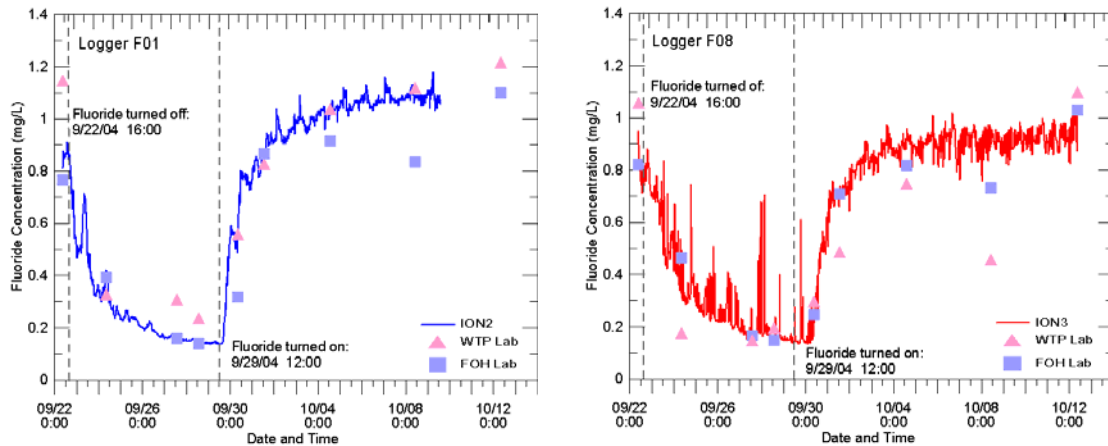 Logger F01
Fluoride turned off:
9/22/04 16:00
Fluoride turned on:
9/29/04 12:00
ION2
WTP Lab
FOH Lab
Fluoride Concentration (mg/L)
1.4
1.2
1
0.8
0.6
0.4
0.2
0
09/22 09/26 09/30 10/04 10/08 10/12
0:00 0:00 0:00 0:00 0:00 0:00
Date and Time
Logger F08
Fluoride turned of:
9/22/04 16:00
Fluoride turned on:
9/29/04 12:00
ION3
WTP Lab
FOH Lab
Fluoride Concentration (mg/L)
1.4
1.2
1
0.8
0.6
0.4
0.2
0
09/22 09/26 09/30 10/04 10/08 10/12
0:00 0:00 0:00 0:00 0:00 0:00
Date and Time